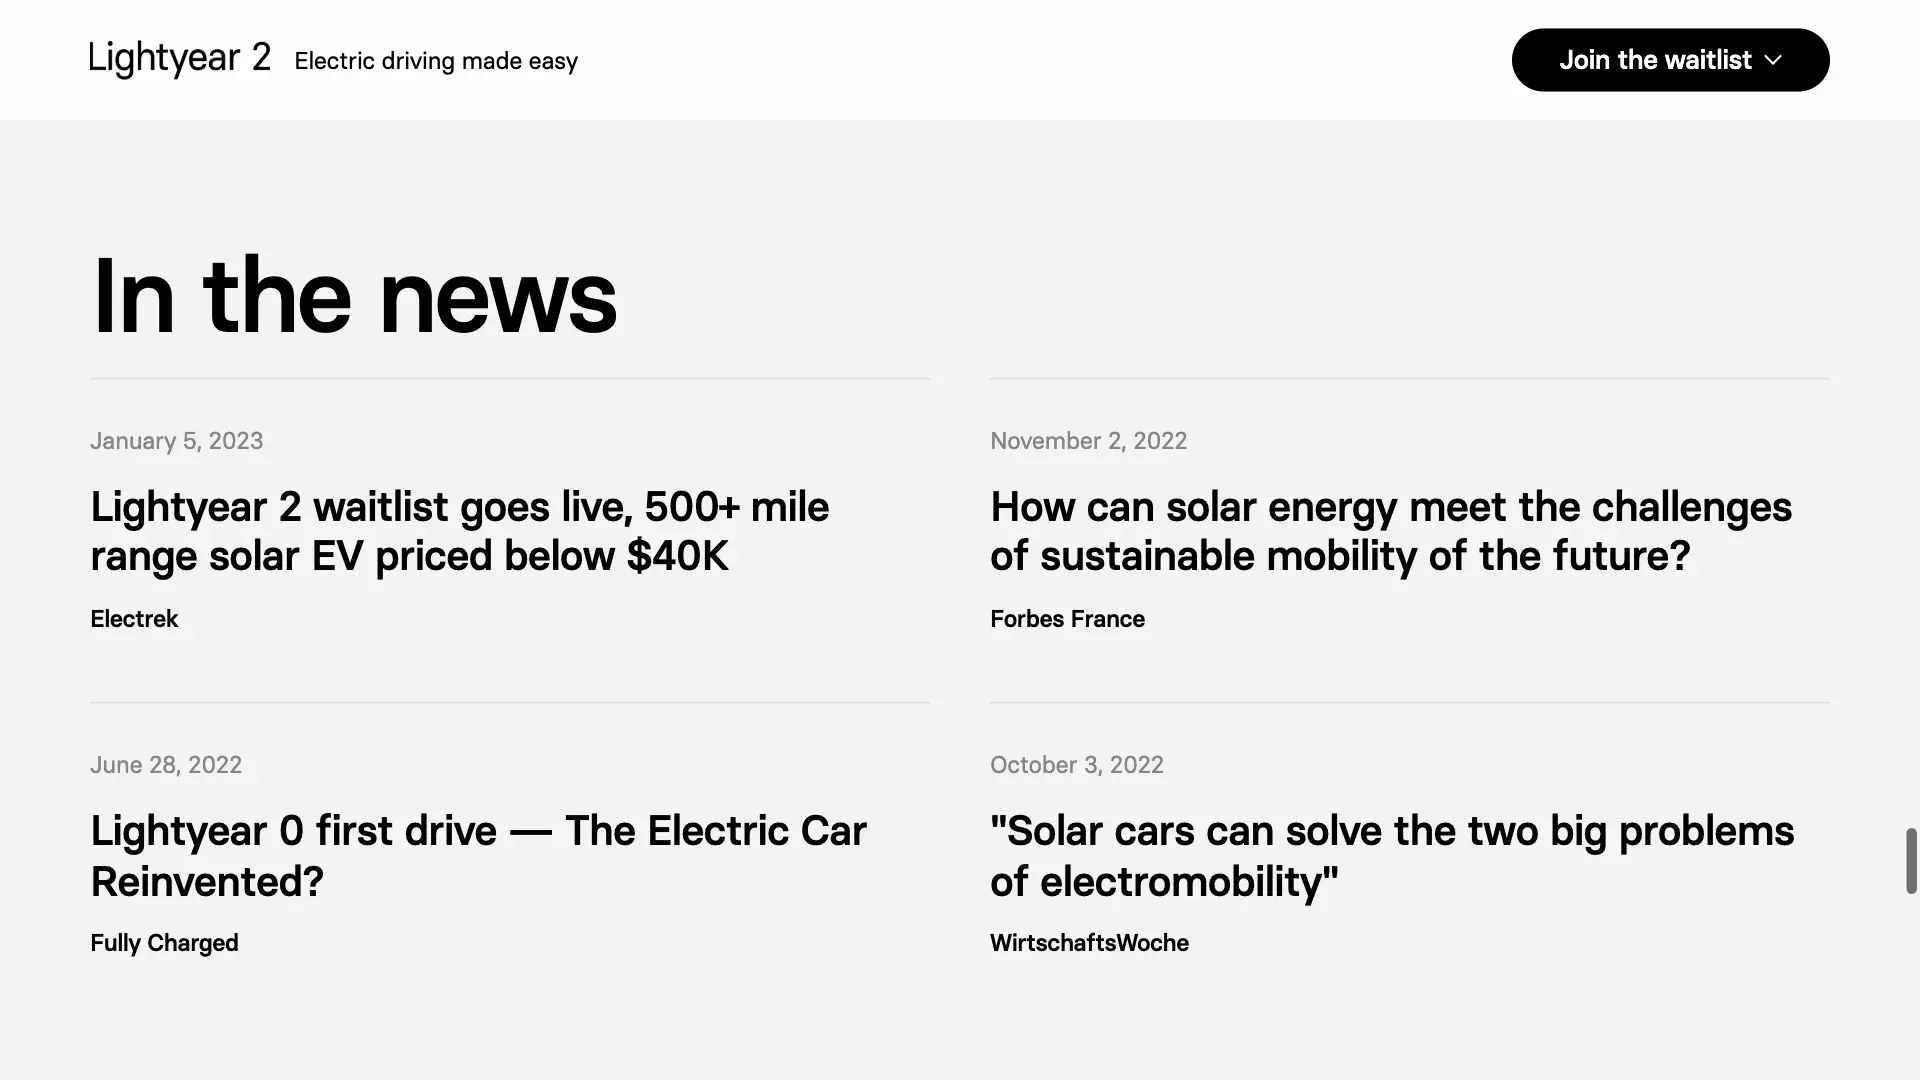 Lightyear 2 Electric driving made easy
Join the waitlist
In the news
January 5, 2023
Lightyear 2 waitlist goes live, 500+ mile
range solar EV priced below $40K
Electrek
November 2, 2022
How can solar energy meet the challenges
of sustainable mobility of the future?
Forbes France
June 28, 2022
Lightyear 0 first drive — The Electric Car
Reinvented?
Fully Charged
October 3, 2022
"Solar cars can solve the two big problems
of electromobility"
WirtschaftsWoche